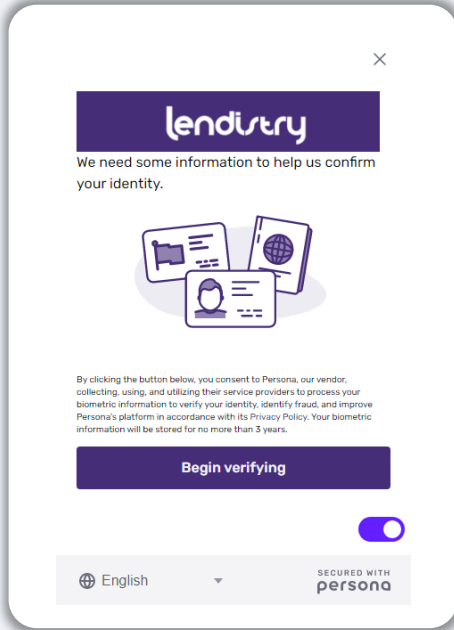 lendistry
We need some information to help us confirm
your identity.
By clicking the button below, you consent to Persona, our vendor,
collecting, using, and utilizing their service providers to process your
biometric information to verify your identity, identify fraud, and improve
Persona's platform in accordance with its Privacy Policy. Your biometric
information will be stored for no more than 3 years.
Begin verifying
English
SECURED WITH
persona